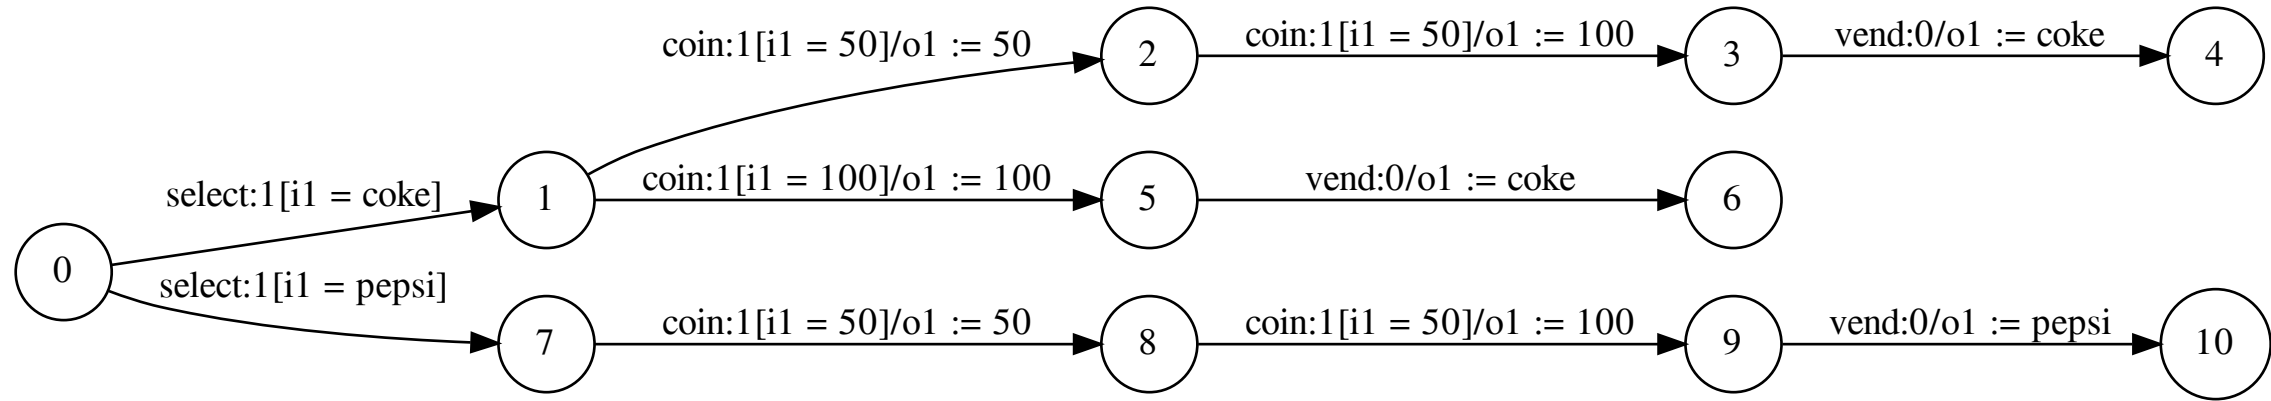 coin:1[i1 = 50]/o1 := 50
2
coin:1[i1 = 50]/o1 := 100
3
vend:0/o1 := coke
4
select:1[i1 = coke]
1
coin:1[i1 = 100]/o1 := 100
5
vend:0/o1 := coke
6
0
select:1[i1 = pepsi]
7
coin:1[i1 = 50]/o1 := 50
8
coin:1[i1 = 50]/o1 := 100
9
vend:0/o1 := pepsi
10